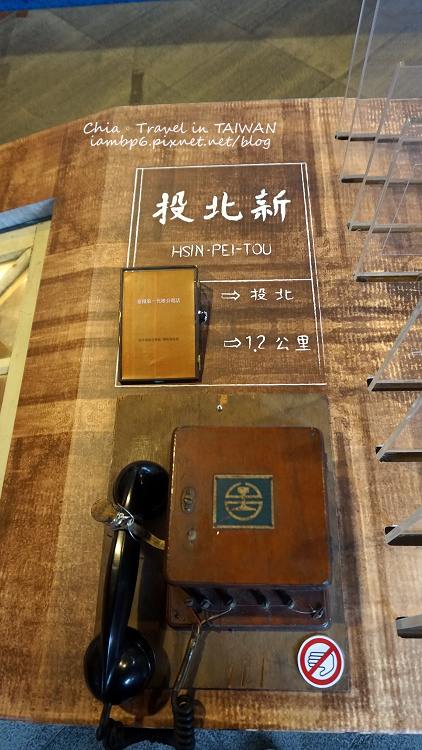 Chia。Travel in TAIWAN
iambp6.pixnet.net/blog
投北新
HSIN-PEI-TOU
⇨ 投北
⇨ 1.2 公里